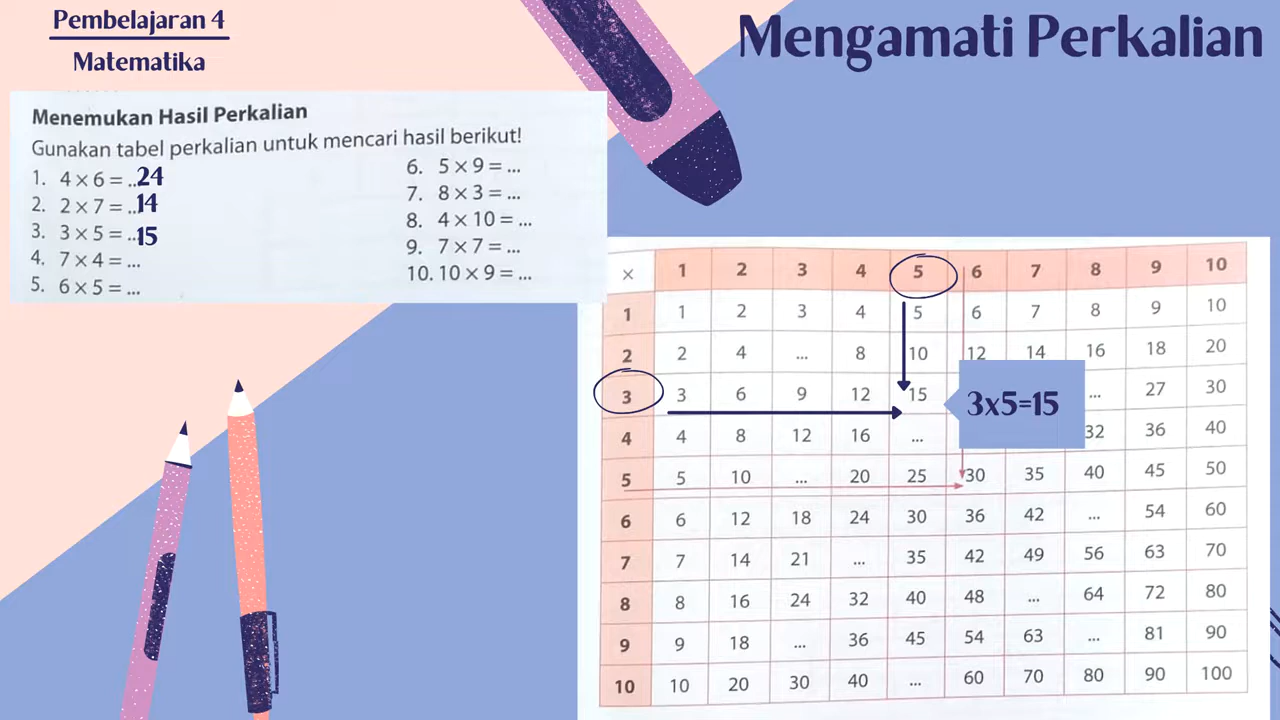 Pembelajaran 4
Matematika
Mengamati Perkalian
Menemukan Hasil Perkalian
Gunakan tabel perkalian untuk mencari hasil berikut!
1. 4 × 6 = ..24
2. 2 × 7 = ..14
3. 3 × 5 = ..15
4. 7 × 4 = ...
5. 6 × 5 = ...
6. 5 × 9 = ...
7. 8 × 3 = ...
8. 4 × 10 = ...
9. 7 × 7 = ...
10. 10 × 9 = ...
× 1 2 3 4 5 6 7 8 9 10
1 1 2 3 4 5 6 7 8 9 10
2 2 4 ... 8 10 12 14 16 18 20
3 3 6 9 12 15 ... 27 30
4 4 8 12 16 ... 32 36 40
5 5 10 ... 20 25 30 35 40 45 50
6 6 12 18 24 30 36 42 ... 54 60
7 7 14 21 ... 35 42 49 56 63 70
8 8 16 24 32 40 48 ... 64 72 80
9 9 18 ... 36 45 54 63 ... 81 90
10 10 20 30 40 ... 60 70 80 90 100
3x5=15